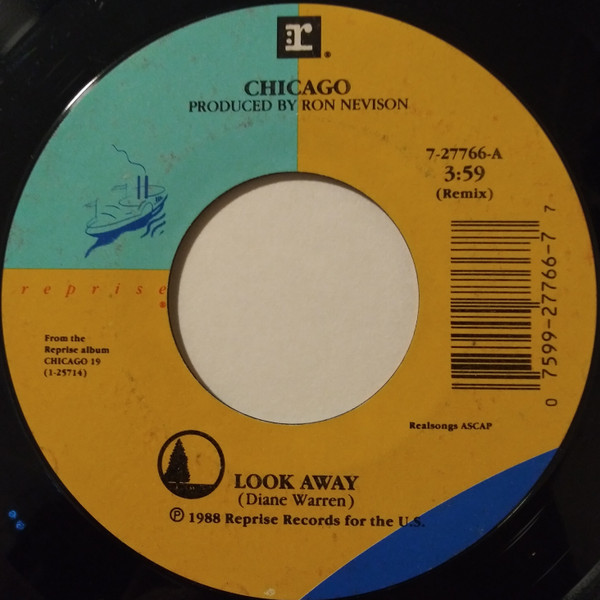 :r.
CHICAGO
PRODUCED BY RON NEVISON
7-27766-A
3:59
(Remix)
reprise
From the
Reprise album
CHICAGO 19
(1-25714)
0 7599-27766-7 7
Realsongs ASCAP
LOOK AWAY
(Diane Warren)
℗ 1988 Reprise Records for the U.S.